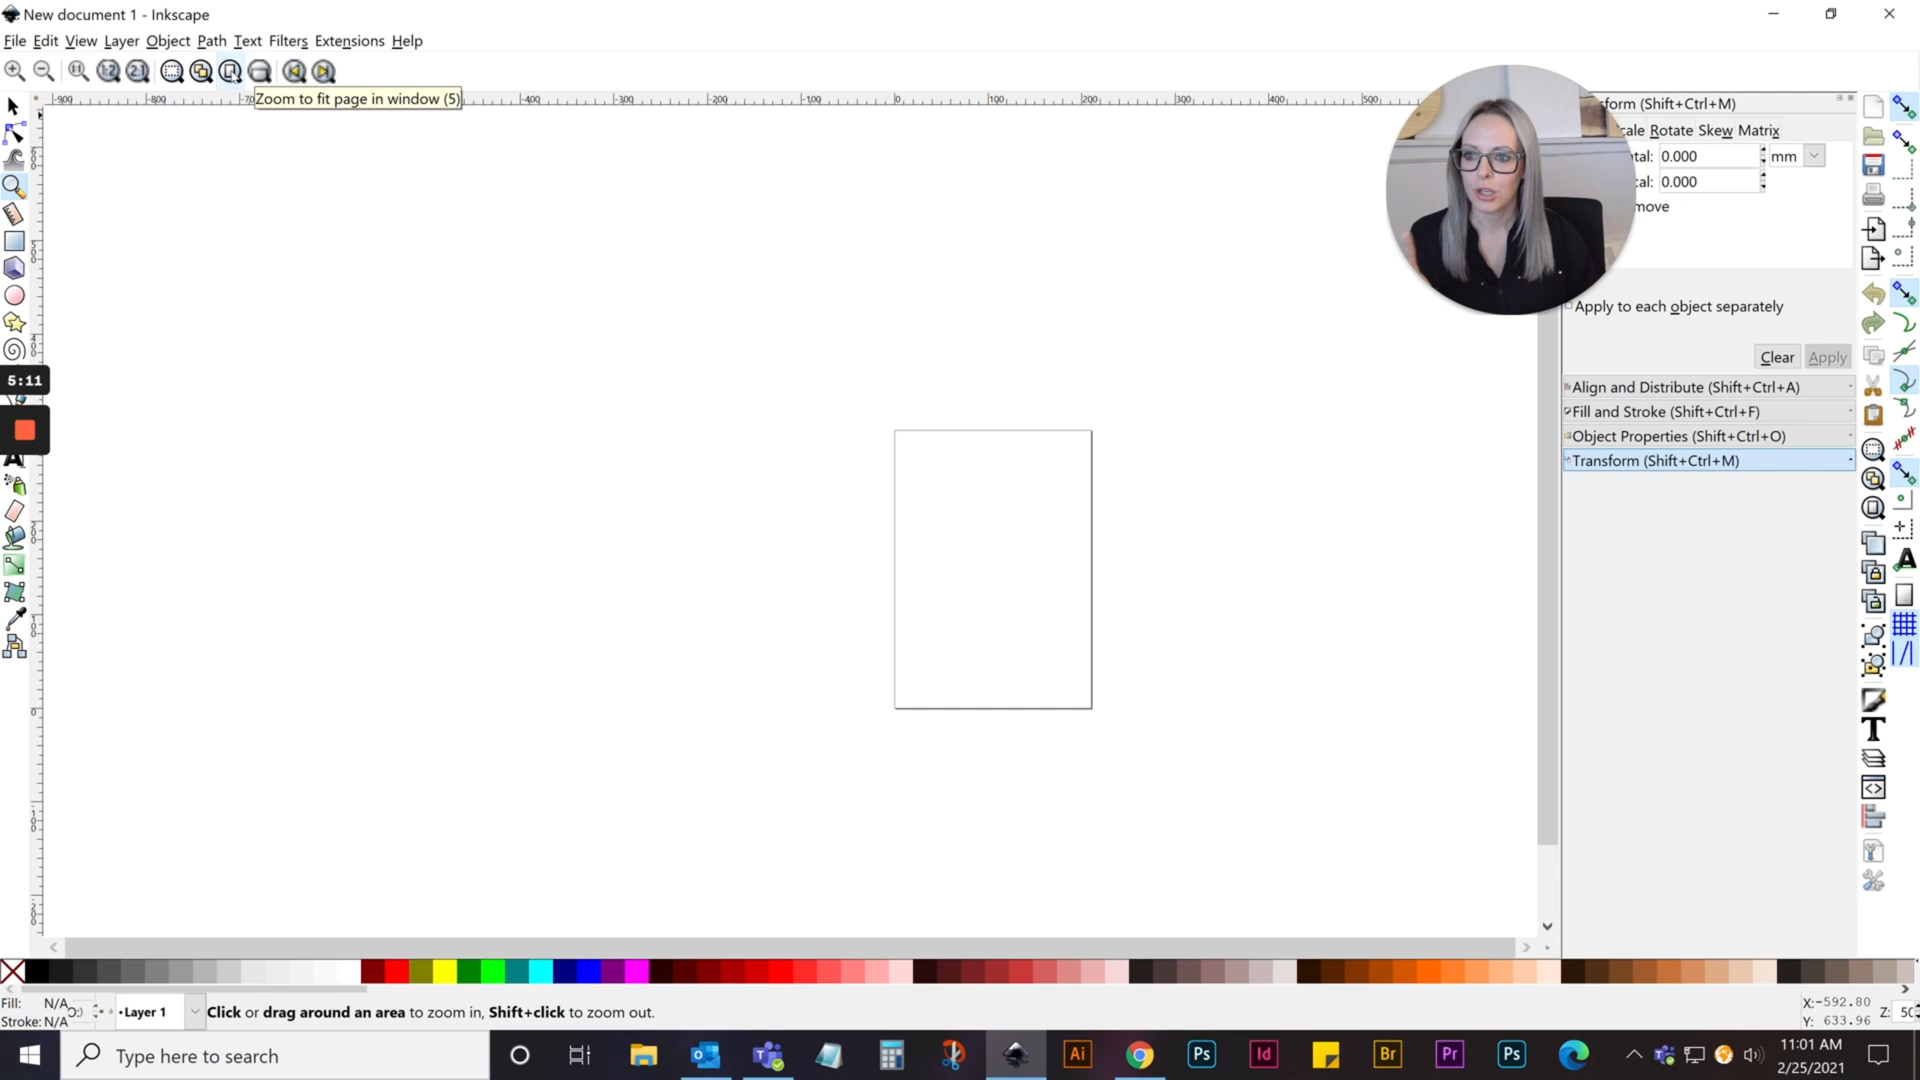 New document 1 - Inkscape
File Edit View Layer Object Path Text Filters Extensions Help
Zoom to fit page in window (5)
-900 -800 -400 -300 -200 -100 0 100 200 300 400 500
sform (Shift+Ctrl+M)
cale Rotate Skew Matrix
tal: 0.000 mm
cal: 0.000
move
Apply to each object separately
Clear Apply
5:11
Align and Distribute (Shift+Ctrl+A)
Fill and Stroke (Shift+Ctrl+F)
Object Properties (Shift+Ctrl+O)
Transform (Shift+Ctrl+M)
Fill: N/A
Stroke: N/A
O:
•Layer 1
Click or drag around an area to zoom in, Shift+click to zoom out.
X: -592.80
Y: 633.96
Z: 50
Type here to search
Ai
Ps
Id
Br
Pr
Ps
11:01 AM
2/25/2021